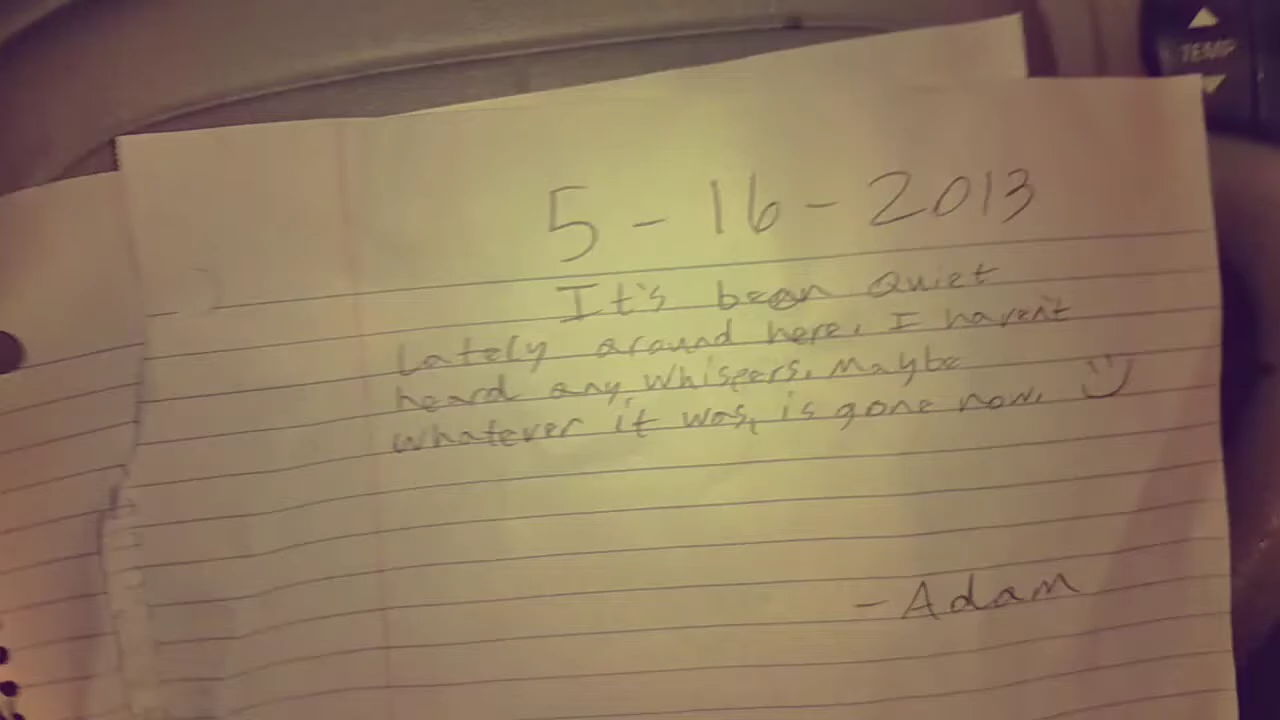 TEMP
5-16-2013
It's been Quiet
lately around here. I haven't
heard any whispers. Maybe
whatever it was, is gone now. :)
-Adam